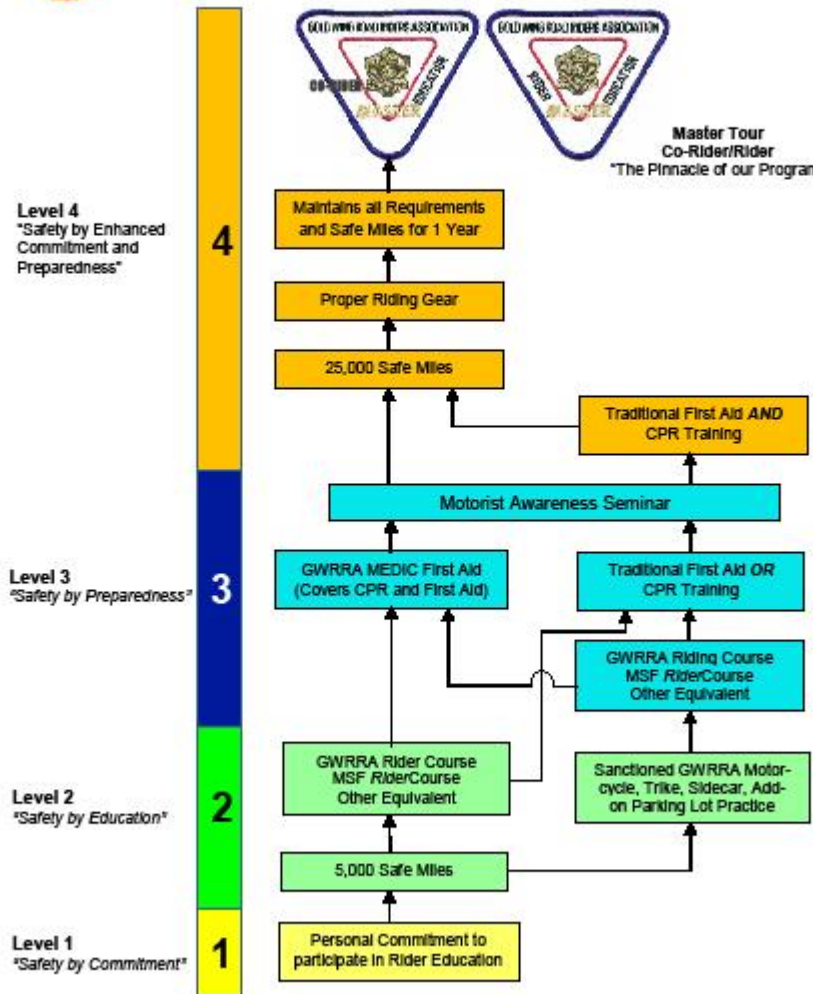 GOLD WING ROAD RIDERS ASSOCIATION
CO-RIDER
EDUCATION
MASTER
GOLD WING ROAD RIDERS ASSOCIATION
RIDER
EDUCATION
MASTER
Master Tour
Co-Rider/Rider
"The Pinnacle of our Program
Level 4
"Safety by Enhanced
Commitment and
Preparedness"
4
Maintains all Requirements
and Safe Miles for 1 Year
Proper Riding Gear
25,000 Safe Miles
Traditional First Aid AND
CPR Training
Motorist Awareness Seminar
Level 3
"Safety by Preparedness"
3
GWRRA MEDIC First Aid
(Covers CPR and First Aid)
Traditional First Aid OR
CPR Training
GWRRA Riding Course
MSF RiderCourse
Other Equivalent
Level 2
"Safety by Education"
2
GWRRA Rider Course
MSF RiderCourse
Other Equivalent
Sanctioned GWRRA Motor-
cycle, Trike, Sidecar, Add-
on Parking Lot Practice
5,000 Safe Miles
Level 1
"Safety by Commitment"
1
Personal Commitment to
participate in Rider Education